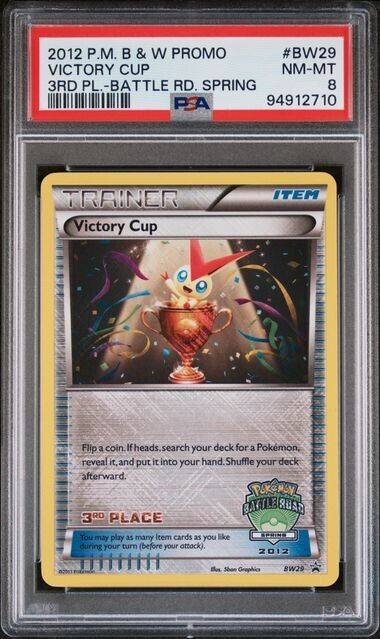 2012 P.M. B & W PROMO #BW29
VICTORY CUP NM-MT
3RD PL.-BATTLE RD. SPRING 8
PSA 94912710
TRAINER ITEM
Victory Cup
Flip a coin. If heads, search your deck for a Pokémon,
reveal it, and put it into your hand. Shuffle your deck
afterward.
3RD PLACE
Pokémon
BATTLE ROAD
SPRING
2012
You may play as many Item cards as you like
during your turn (before your attack).
©2011 Pokémon Illus. 5ban Graphics BW29